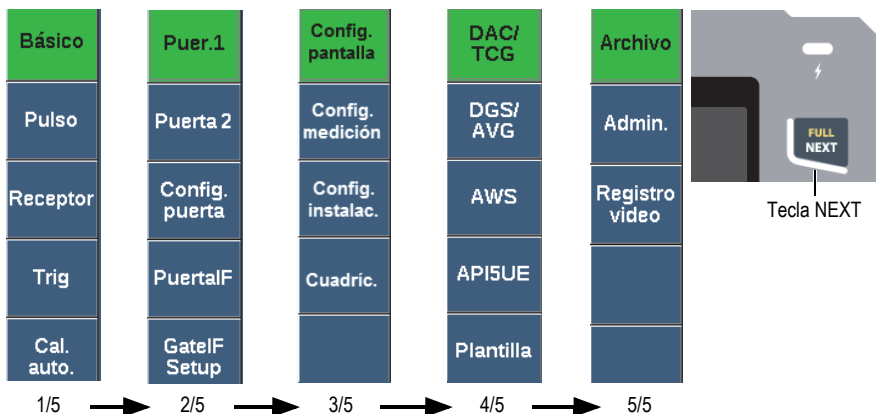 Básico
Pulso
Receptor
Trig
Cal.
auto.
1/5
Puer.1
Puerta 2
Config.
puerta
PuertaIF
GateIF
Setup
2/5
Config.
pantalla
Config.
medición
Config.
instalac.
Cuadríc.
3/5
DAC/
TCG
DGS/
AVG
AWS
API5UE
Plantilla
4/5
Archivo
Admin.
Registro
video
5/5
FULL
NEXT
Tecla NEXT